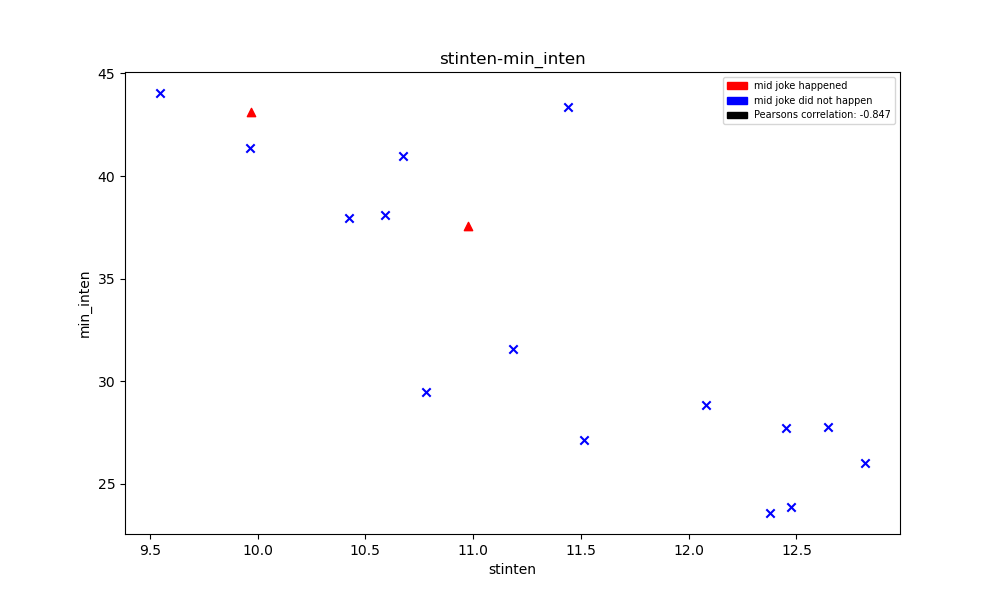 stinten-min_inten
mid joke happened
mid joke did not happen
Pearsons correlation: -0.847
45
40
35
30
25
min_inten
9.5 10.0 10.5 11.0 11.5 12.0 12.5
stinten